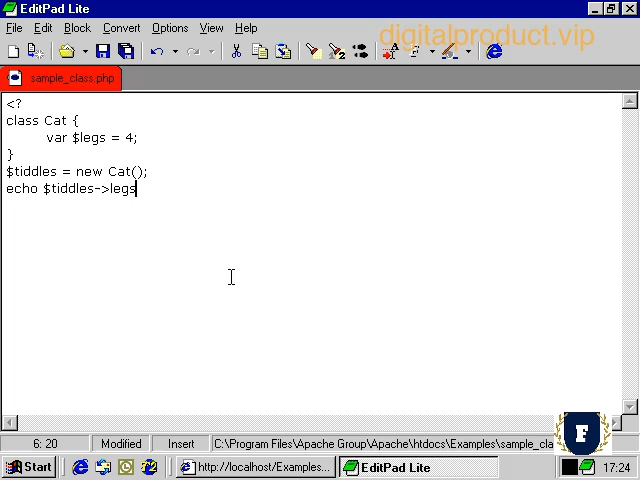 EditPad Lite
File Edit Block Convert Options View Help
digitalproduct.vip
sample_class.php
<?
class Cat {
var $legs = 4;
}
$tiddles = new Cat();
echo $tiddles->legs
6: 20 Modified Insert C:\Program Files\Apache Group\Apache\htdocs\Examples\sample_cla
F
Start http://localhost/Examples... EditPad Lite 17:24